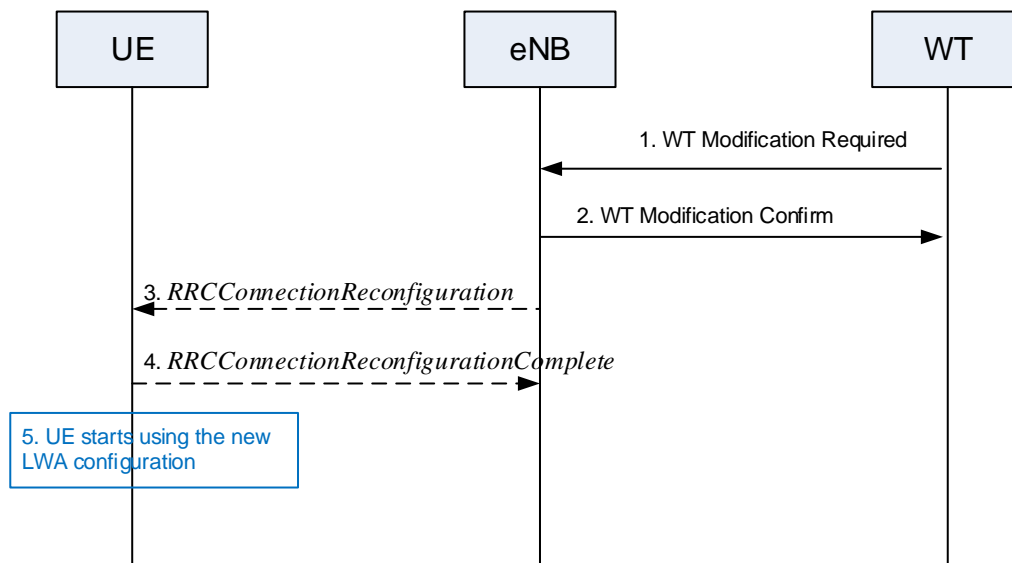 UE
eNB
WT
1. WT Modification Required
2. WT Modification Confirm
3. RRCConnectionReconfiguration
4. RRCConnectionReconfigurationComplete
5. UE starts using the new
LWA configuration